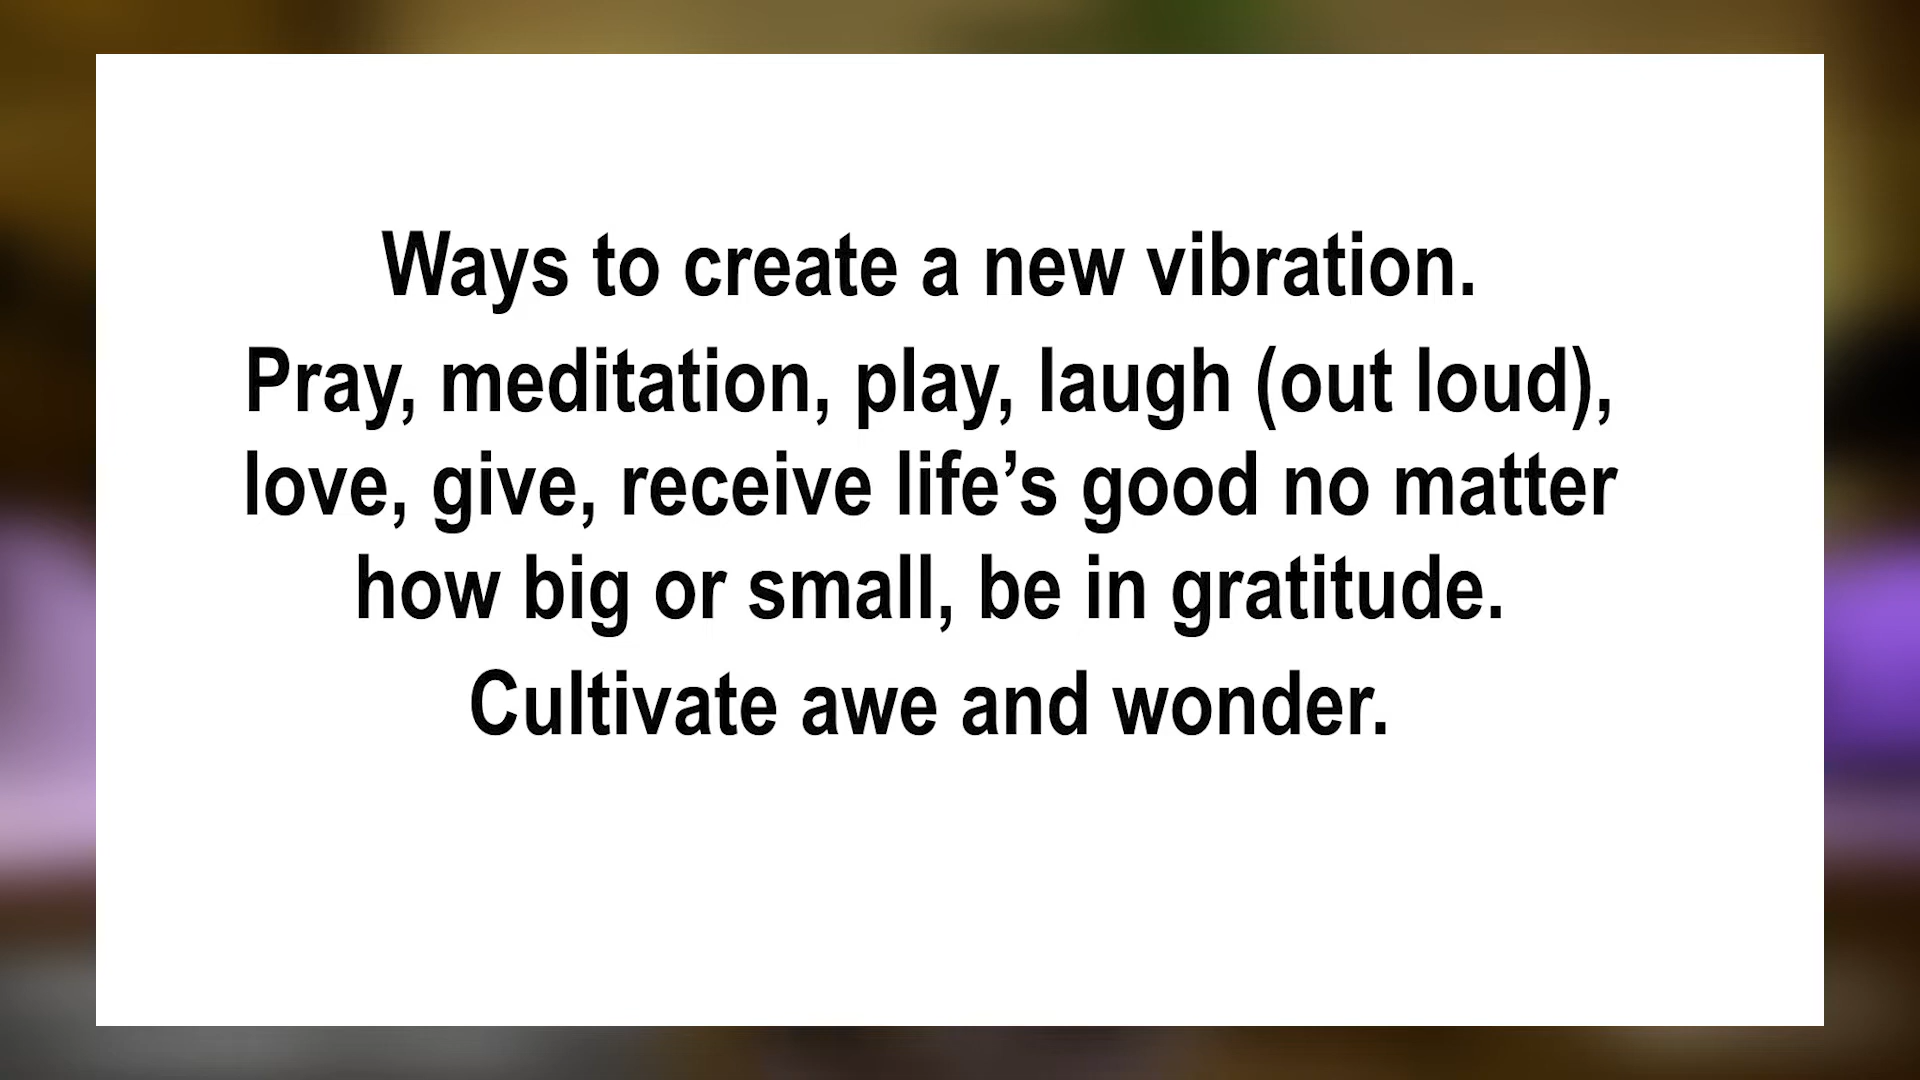 Ways to create a new vibration.
Pray, meditation, play, laugh (out loud),
love, give, receive life’s good no matter
how big or small, be in gratitude.
Cultivate awe and wonder.